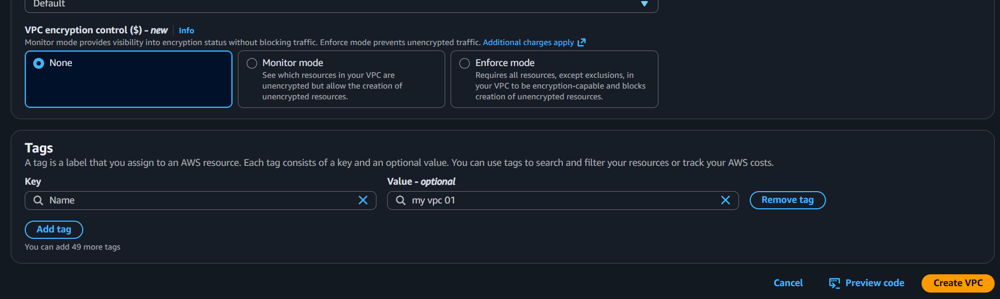 Default
VPC encryption control ($) - new Info
Monitor mode provides visibility into encryption status without blocking traffic. Enforce mode prevents unencrypted traffic. Additional charges apply
None
Monitor mode
See which resources in your VPC are
unencrypted but allow the creation of
unencrypted resources.
Enforce mode
Requires all resources, except exclusions, in
your VPC to be encryption-capable and blocks
creation of unencrypted resources.
Tags
A tag is a label that you assign to an AWS resource. Each tag consists of a key and an optional value. You can use tags to search and filter your resources or track your AWS costs.
Key
Value - optional
Name
my vpc 01
Remove tag
Add tag
You can add 49 more tags
Cancel
Preview code
Create VPC